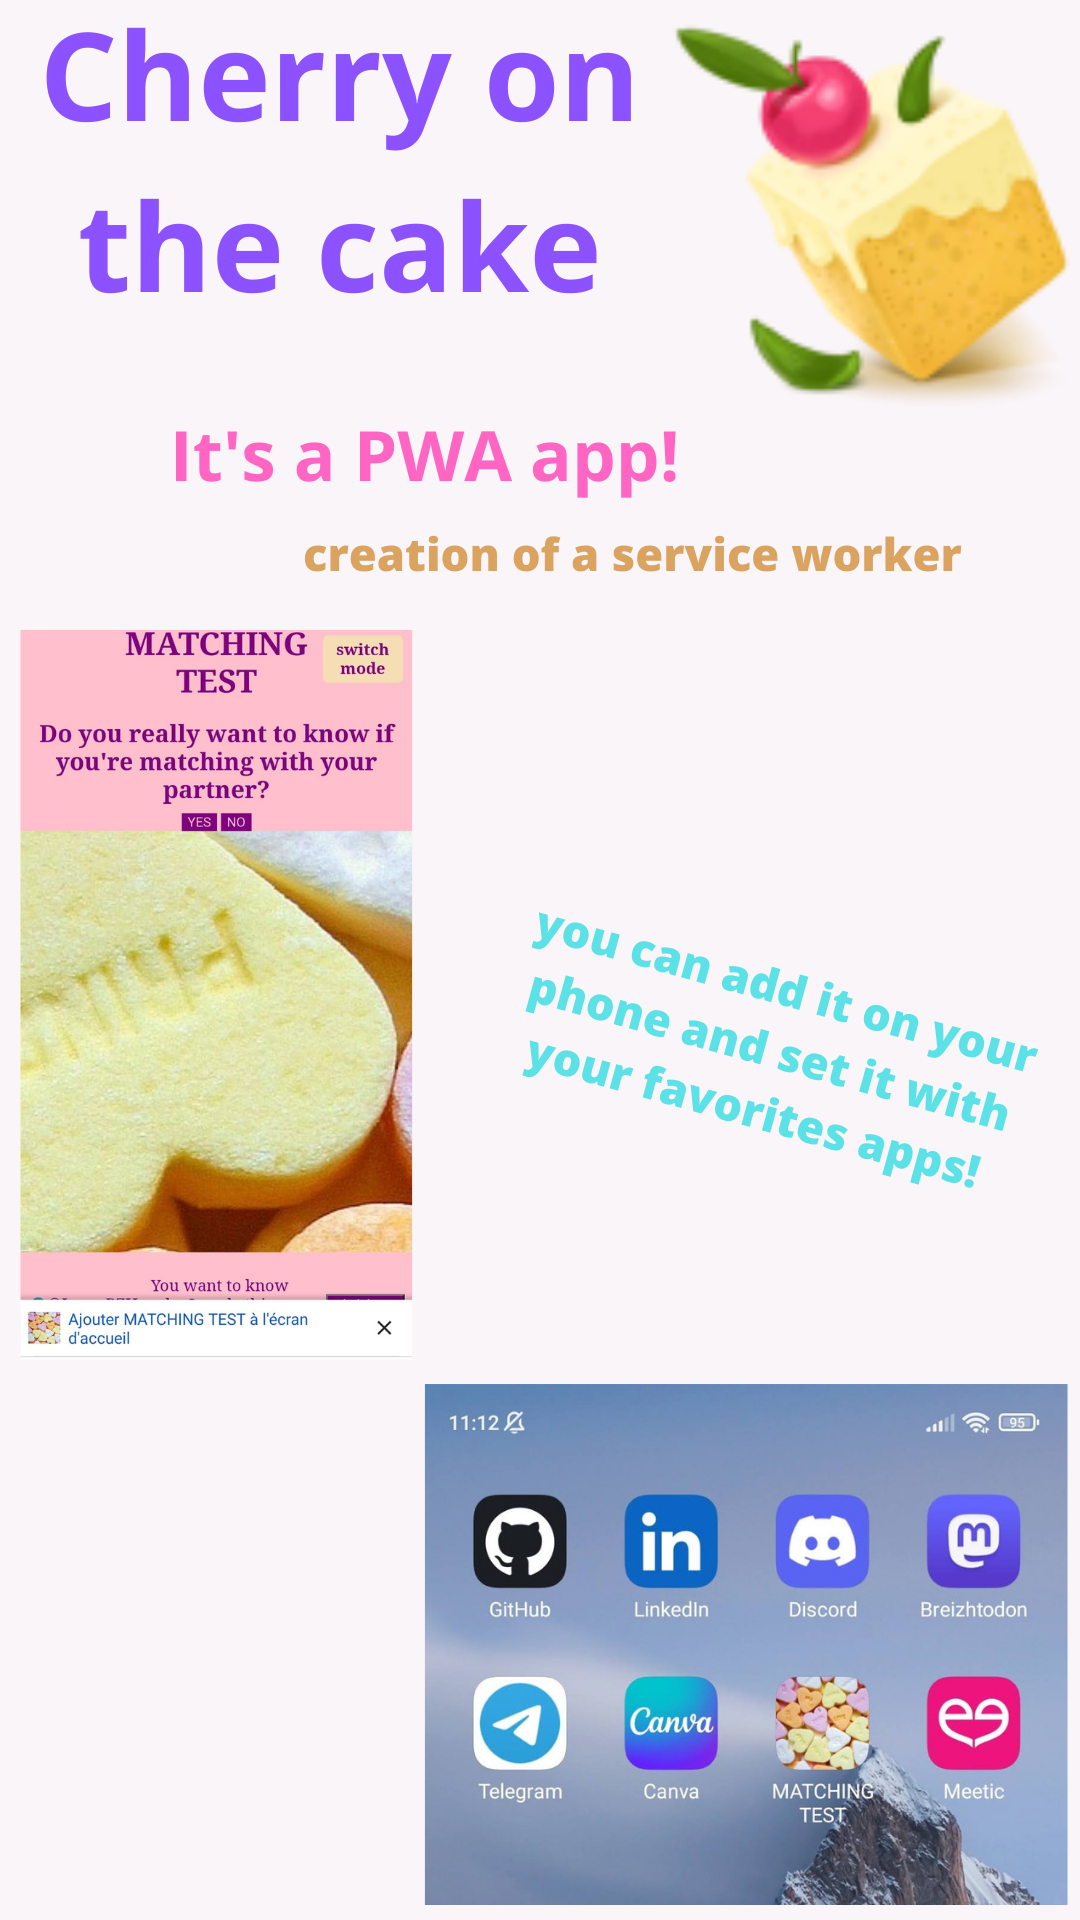 Cherry on
the cake
It's a PWA app!
creation of a service worker
MATCHING
TEST
switch
mode
Do you really want to know if
you're matching with your
partner?
YES NO
You want to know
Ajouter MATCHING TEST à l'écran
d'accueil
you can add it on your
phone and set it with
your favorites apps!
11:12
95
GitHub
LinkedIn
Discord
Breizhtodon
Canva
Telegram
Canva
MATCHING
TEST
Meetic